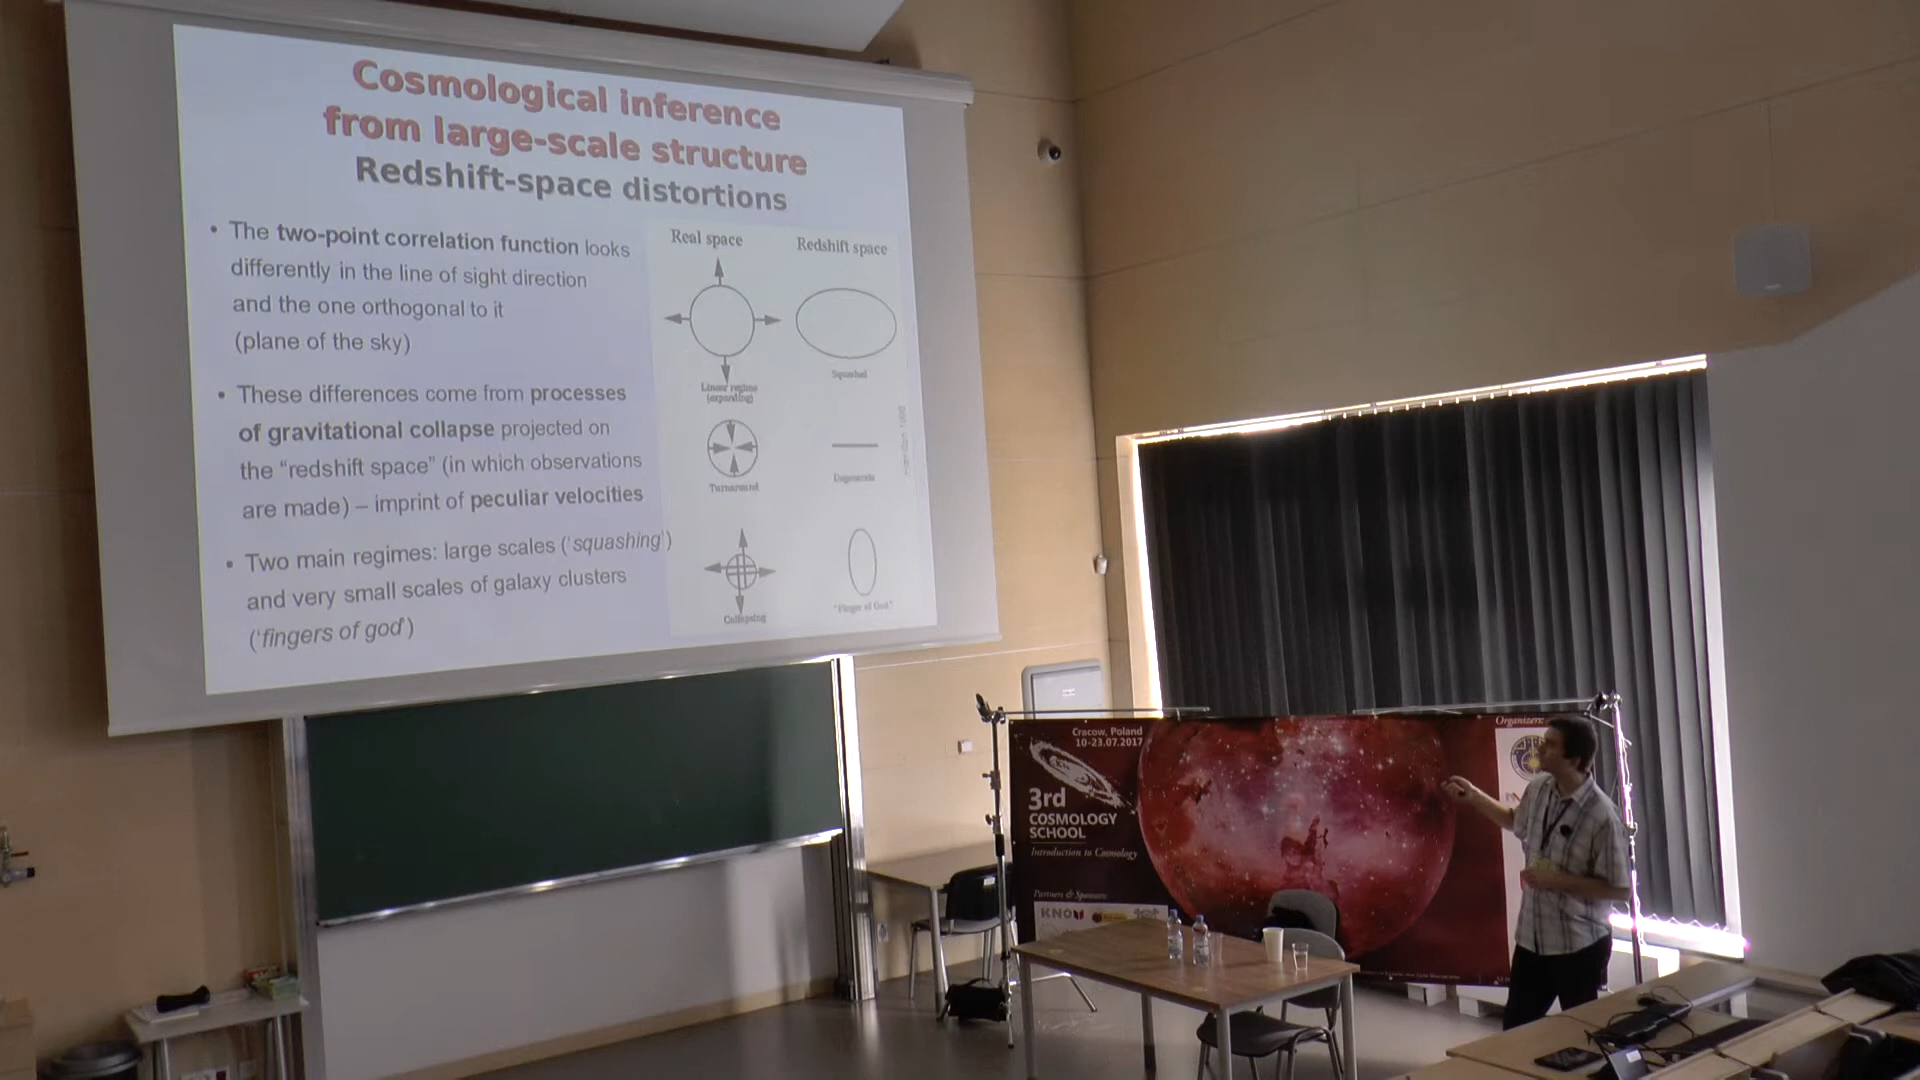 Cosmological inference
from large-scale structure
Redshift-space distortions
• The two-point correlation function looks
differently in the line of sight direction
and the one orthogonal to it
(plane of the sky)
• These differences come from processes
of gravitational collapse projected on
the “redshift space” (in which observations
are made) – imprint of peculiar velocities
• Two main regimes: large scales (‘squashing’)
and very small scales of galaxy clusters
(‘fingers of god’)
Real space
Redshift space
Linear regime
(expanding)
Squashed
Turnaround
Collapsing
"Finger of God"
Cracow, Poland
10-23.07.2017
3rd
COSMOLOGY
SCHOOL
Introduction to Cosmology
Partners & Sponsors:
KNOW
Organizers: